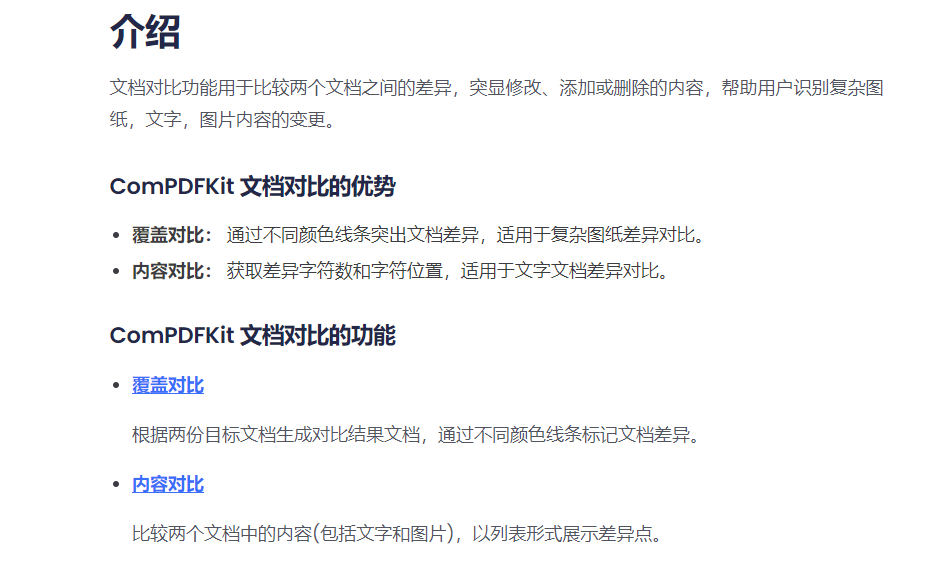 介绍
文档对比功能用于比较两个文档之间的差异，突显修改、添加或删除的内容，帮助用户识别复杂图
纸，文字，图片内容的变更。
ComPDFKit 文档对比的优势
• 覆盖对比： 通过不同颜色线条突出文档差异，适用于复杂图纸差异对比。
• 内容对比： 获取差异字符数和字符位置，适用于文字文档差异对比。
ComPDFKit 文档对比的功能
• 覆盖对比
根据两份目标文档生成对比结果文档，通过不同颜色线条标记文档差异。
• 内容对比
比较两个文档中的内容(包括文字和图片)，以列表形式展示差异点。